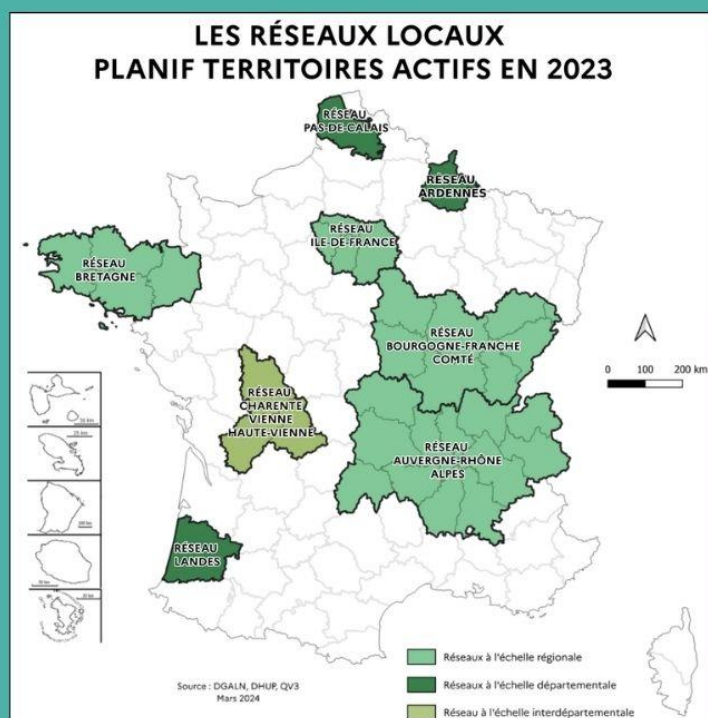 LES RÉSEAUX LOCAUX
PLANIF TERRITOIRES ACTIFS EN 2023
RÉSEAU
PAS-DE-CALAIS
RÉSEAU
ARDENNES
RÉSEAU
ILE-DE-FRANCE
RÉSEAU
BRETAGNE
RÉSEAU
BOURGOGNE-FRANCHE
COMTÉ
0 100 200 km
RÉSEAU
CHARENTE
VIENNE
HAUTE-VIENNE
RÉSEAU
AUVERGNE-RHÔNE
ALPES
RÉSEAU
LANDES
Réseaux à l'échelle régionale
Réseaux à l'échelle départementale
Réseau à l'échelle interdépartementale
Source : DGALN, DHUP, QV3
Mars 2024